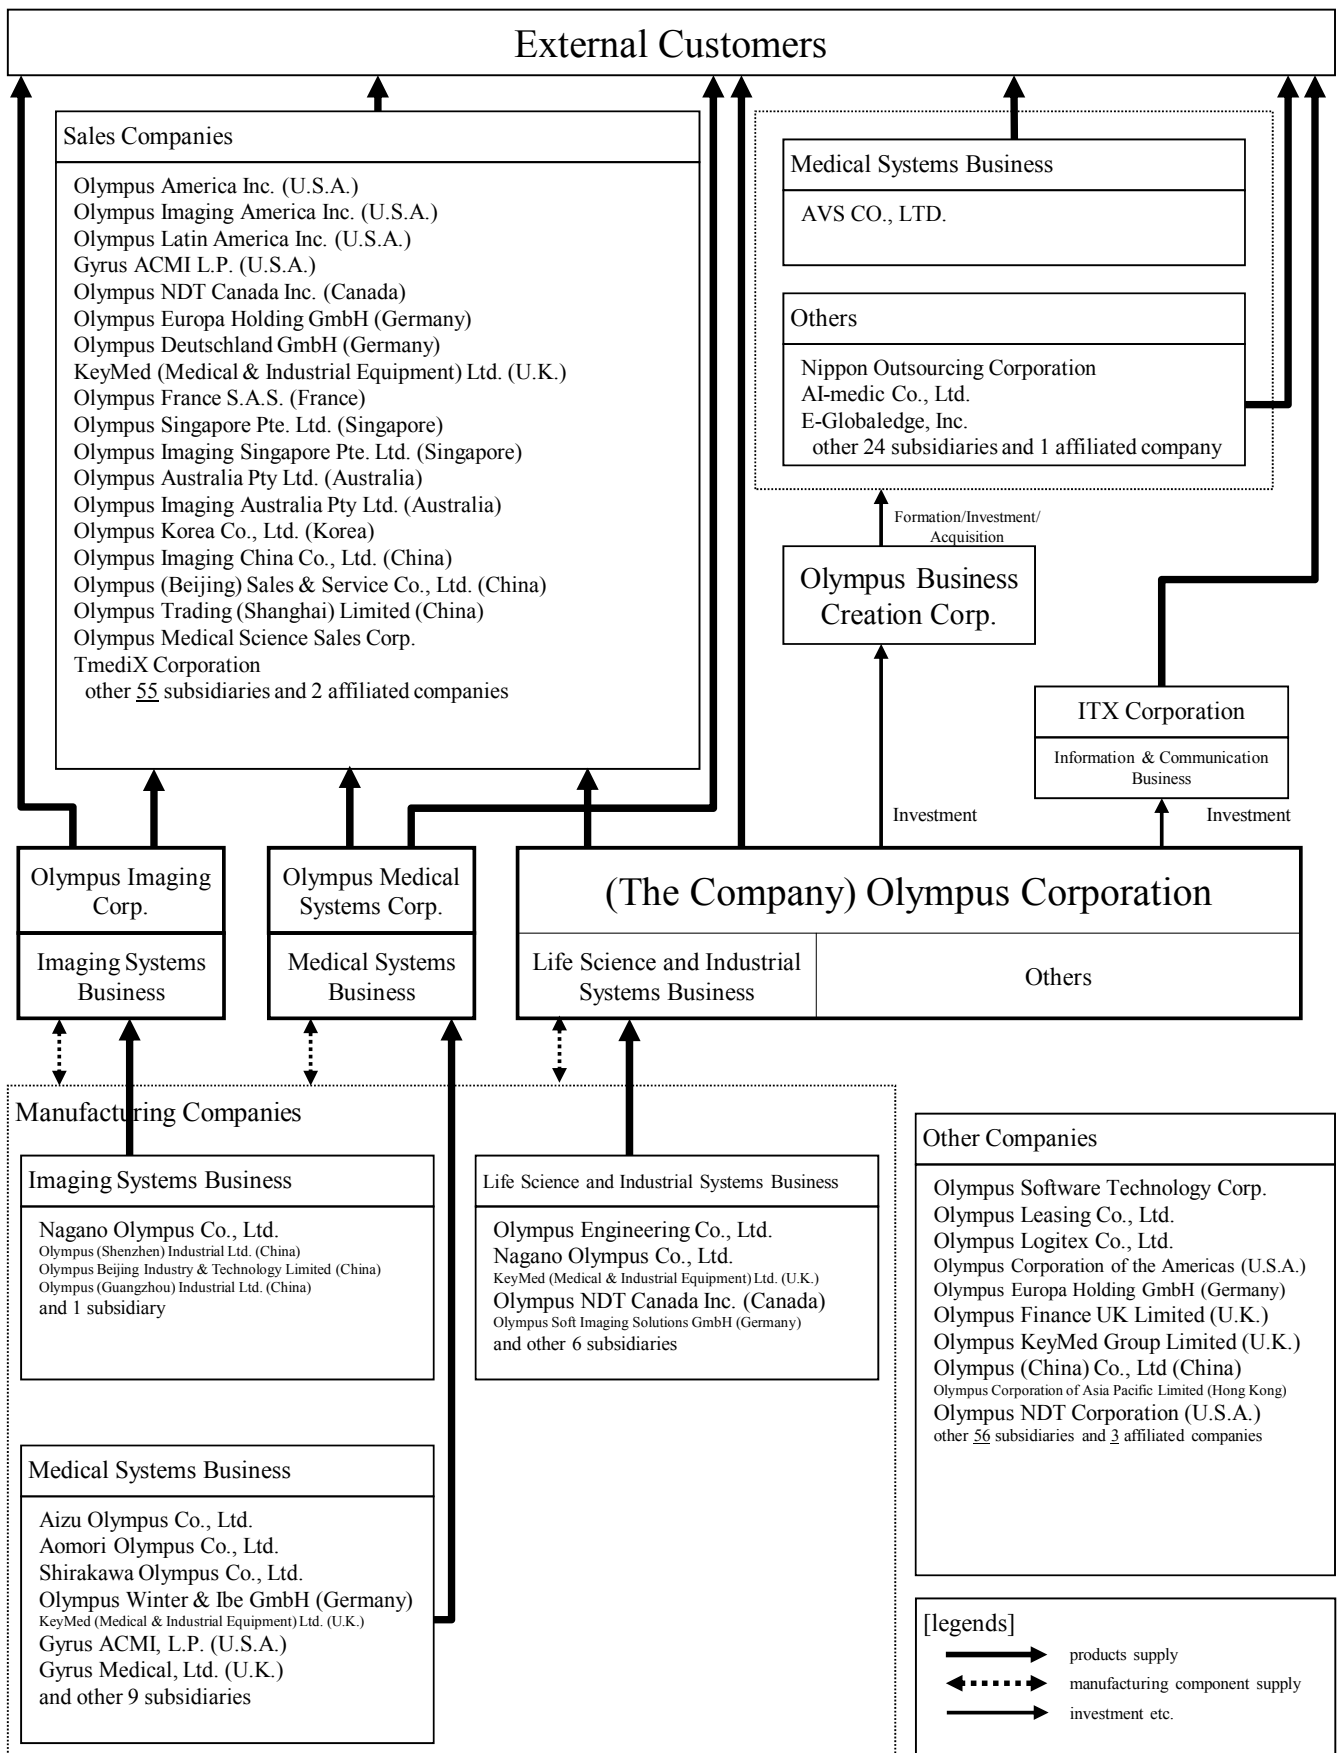 External Customers
Sales Companies
Olympus America Inc. (U.S.A.)
Olympus Imaging America Inc. (U.S.A.)
Olympus Latin America Inc. (U.S.A.)
Gyrus ACMI L.P. (U.S.A.)
Olympus NDT Canada Inc. (Canada)
Olympus Europa Holding GmbH (Germany)
Olympus Deutschland GmbH (Germany)
KeyMed (Medical & Industrial Equipment) Ltd. (U.K.)
Olympus France S.A.S. (France)
Olympus Singapore Pte. Ltd. (Singapore)
Olympus Imaging Singapore Pte. Ltd. (Singapore)
Olympus Australia Pty Ltd. (Australia)
Olympus Imaging Australia Pty Ltd. (Australia)
Olympus Korea Co., Ltd. (Korea)
Olympus Imaging China Co., Ltd. (China)
Olympus (Beijing) Sales & Service Co., Ltd. (China)
Olympus Trading (Shanghai) Limited (China)
Olympus Medical Science Sales Corp.
TmediX Corporation
other 55 subsidiaries and 2 affiliated companies
Medical Systems Business
AVS CO., LTD.
Others
Nippon Outsourcing Corporation
AI-medic Co., Ltd.
E-Globaledge, Inc.
other 24 subsidiaries and 1 affiliated company
Formation/Investment/
Acquisition
Olympus Business
Creation Corp.
ITX Corporation
Information & Communication
Business
Investment
Investment
Olympus Imaging
Corp.
Imaging Systems
Business
Olympus Medical
Systems Corp.
Medical Systems
Business
(The Company) Olympus Corporation
Life Science and Industrial
Systems Business
Others
Manufacturing Companies
Imaging Systems Business
Nagano Olympus Co., Ltd.
Olympus (Shenzhen) Industrial Ltd. (China)
Olympus Beijing Industry & Technology Limited (China)
Olympus (Guangzhou) Industrial Ltd. (China)
and 1 subsidiary
Life Science and Industrial Systems Business
Olympus Engineering Co., Ltd.
Nagano Olympus Co., Ltd.
KeyMed (Medical & Industrial Equipment) Ltd. (U.K.)
Olympus NDT Canada Inc. (Canada)
Olympus Soft Imaging Solutions GmbH (Germany)
and other 6 subsidiaries
Medical Systems Business
Aizu Olympus Co., Ltd.
Aomori Olympus Co., Ltd.
Shirakawa Olympus Co., Ltd.
Olympus Winter & Ibe GmbH (Germany)
KeyMed (Medical & Industrial Equipment) Ltd. (U.K.)
Gyrus ACMI, L.P. (U.S.A.)
Gyrus Medical, Ltd. (U.K.)
and other 9 subsidiaries
Other Companies
Olympus Software Technology Corp.
Olympus Leasing Co., Ltd.
Olympus Logitex Co., Ltd.
Olympus Corporation of the Americas (U.S.A.)
Olympus Europa Holding GmbH (Germany)
Olympus Finance UK Limited (U.K.)
Olympus KeyMed Group Limited (U.K.)
Olympus (China) Co., Ltd (China)
Olympus Corporation of Asia Pacific Limited (Hong Kong)
Olympus NDT Corporation (U.S.A.)
other 56 subsidiaries and 3 affiliated companies
[legends]
products supply
manufacturing component supply
investment etc.